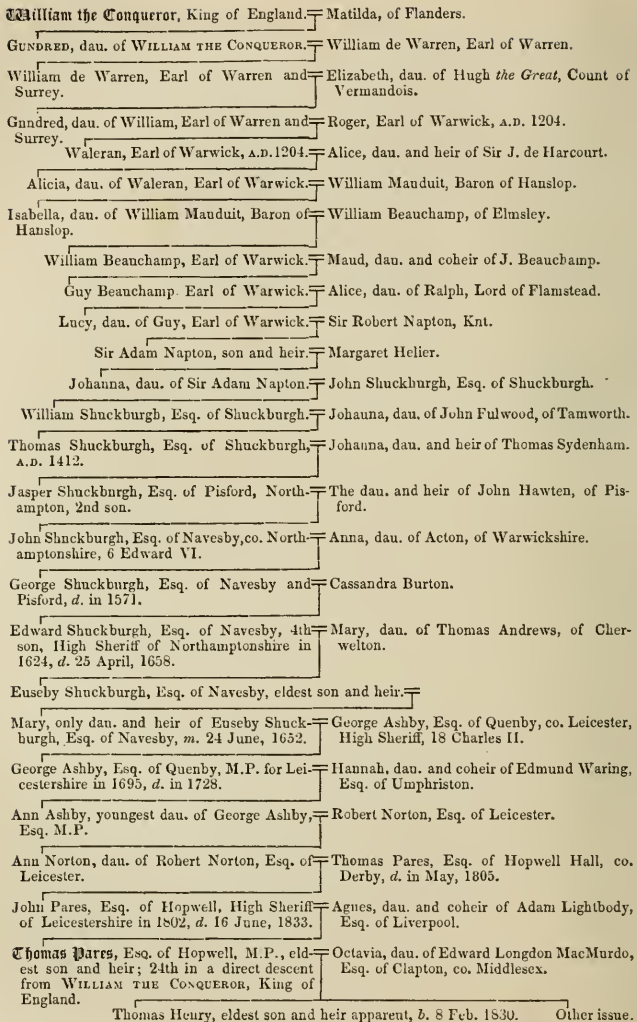 William the Conqueror, King of England.╤Matilda, of Flanders.
GUNDRED, dau. of WILLIAM THE CONQUEROR.╤William de Warren, Earl of Warren.
William de Warren, Earl of Warren and╤Elizabeth, dau. of Hugh the Great, Count of
Surrey. Vermandois.
Gnndred, dau. of William, Earl of Warren and╤Roger, Earl of Warwick, A.D. 1204.
Surrey.
Waleran, Earl of Warwick, A.D. 1204.╤Alice, dau. and heir of Sir J. de Harcourt.
Alicia, dau. of Waleran, Earl of Warwick.╤William Manduit, Baron of Hanslop.
Isabella, dau. of William Mauduit, Baron of╤William Beauchamp, of Elmsley.
Hanslop.
William Beauchamp, Earl of Warwick.╤Maud, dau. and coheir of J. Beauchamp.
Guy Beauchamp. Earl of Warwick.╤Alice, dau. of Ralph, Lord of Flamstead.
Lucy, dau. of Guy, Earl of Warwick.╤Sir Robert Napton, Knt.
Sir Adam Napton, son and heir.╤Margaret Helier.
Johanna, dau. of Sir Adam Napton.╤John Shuckburgh, Esq. of Shuckburgh.
William Shuckburgh, Esq. of Shuckburgh.╤Johauna, dau. of John Fulwood, of Tamworth.
Thomas Shuckburgh, Esq. of Shuckburgh,╤Johanna, dau. and heir of Thomas Sydenham.
A.D. 1412.
Jasper Shuckburgh, Esq. of Pisford, North-╤The dau. and heir of John Hawten, of Pis-
ampton, 2nd son. ford.
John Shuckburgh, Esq. of Navesby, co. North-╤Anna, dau. of Acton, of Warwickshire.
amptonshire, 6 Edward VI.
George Shuckburgh, Esq. of Navesby and╤Cassandra Burton.
Pisford, d. in 1571.
Edward Shuckburgh, Esq. of Navesby, 4th╤Mary, dau. of Thomas Andrews, of Cher-
son, High Sheriff of Northamptonshire in welton.
1624, d. 25 April, 1658.
Euseby Shuckburgh, Esq. of Navesby, eldest son and heir.╤
Mary, only dau. and heir of Euseby Shuck-╤George Ashby, Esq. of Quenby, co. Leicester,
burgh, Esq. of Navesby, m. 24 June, 1652. High Sheriff, 18 Charles II.
George Ashby, Esq. of Quenby, M.P. for Lei-╤Hannah, dau. and coheir of Edmund Waring,
cestershire in 1695, d. in 1728. Esq. of Umphriston.
Ann Ashby, youngest dau. of George Ashby,╤Robert Norton, Esq. of Leicester.
Esq. M.P.
Ann Norton, dau. of Robert Norton, Esq. of╤Thomas Pares, Esq. of Hopwell Hall, co.
Leicester. Derby, d. in May, 1805.
John Pares, Esq. of Hopwell, High Sheriff╤Agnes, dau. and coheir of Adam Lightbody,
of Leicestershire in 1802, d. 16 June, 1833. Esq. of Liverpool.
Thomas Pares, Esq. of Hopwell, M.P., eld-╤Octavia, dau. of Edward Longdon MacMurdo,
est son and heir; 24th in a direct descent Esq. of Clapton, co. Middlesex.
from WILLIAM THE CONQUEROR, King of
England.
Thomas Henry, eldest son and heir apparent, b. 8 Feb. 1830. Other issue.